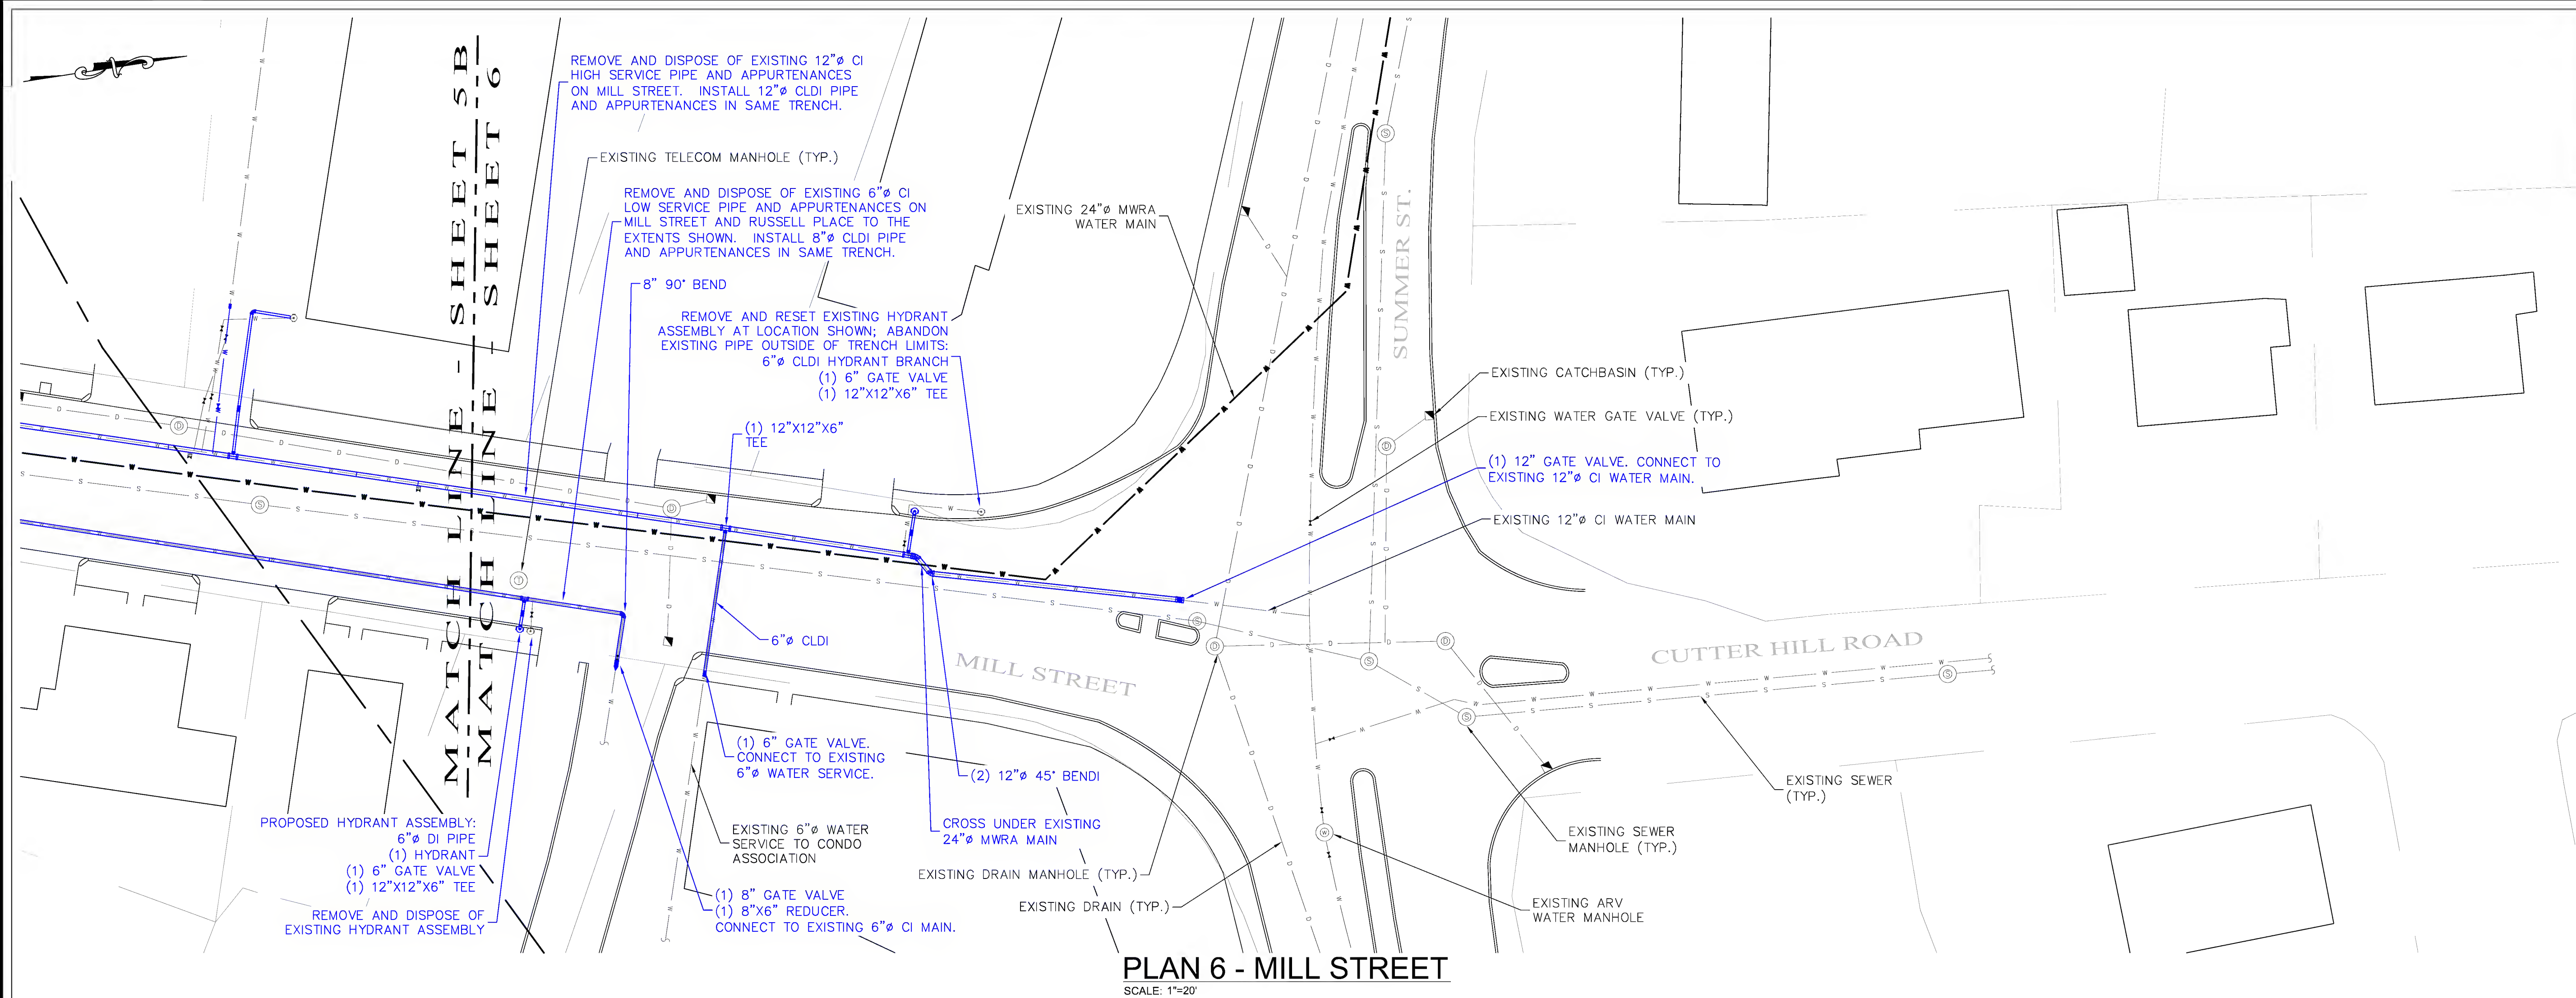 MATCH LINE - SHEET 5B
MATCH LINE - SHEET 6
REMOVE AND DISPOSE OF EXISTING 12"ø CI
HIGH SERVICE PIPE AND APPURTENANCES
ON MILL STREET. INSTALL 12"ø CLDI PIPE
AND APPURTENANCES IN SAME TRENCH.
EXISTING TELECOM MANHOLE (TYP.)
REMOVE AND DISPOSE OF EXISTING 6"ø CI
LOW SERVICE PIPE AND APPURTENANCES ON
MILL STREET AND RUSSELL PLACE TO THE
EXTENTS SHOWN. INSTALL 8"ø CLDI PIPE
AND APPURTENANCES IN SAME TRENCH.
8" 90° BEND
REMOVE AND RESET EXISTING HYDRANT
ASSEMBLY AT LOCATION SHOWN; ABANDON
EXISTING PIPE OUTSIDE OF TRENCH LIMITS:
6"ø CLDI HYDRANT BRANCH
(1) 6" GATE VALVE
(1) 12"X12"X6" TEE
(1) 12"X12"X6"
TEE
EXISTING 24"ø MWRA
WATER MAIN
SUMMER ST.
EXISTING CATCHBASIN (TYP.)
EXISTING WATER GATE VALVE (TYP.)
(1) 12" GATE VALVE. CONNECT TO
EXISTING 12"ø CI WATER MAIN.
EXISTING 12"ø CI WATER MAIN
6"ø CLDI
MILL STREET
CUTTER HILL ROAD
(1) 6" GATE VALVE.
CONNECT TO EXISTING
6"ø WATER SERVICE.
(2) 12"ø 45° BENDI
CROSS UNDER EXISTING
24"ø MWRA MAIN
EXISTING 6"ø WATER
SERVICE TO CONDO
ASSOCIATION
PROPOSED HYDRANT ASSEMBLY:
6"ø DI PIPE
(1) HYDRANT
(1) 6" GATE VALVE
(1) 12"X12"X6" TEE
REMOVE AND DISPOSE OF
EXISTING HYDRANT ASSEMBLY
(1) 8" GATE VALVE
(1) 8"X6" REDUCER.
CONNECT TO EXISTING 6"ø CI MAIN.
EXISTING DRAIN MANHOLE (TYP.)
EXISTING DRAIN (TYP.)
EXISTING SEWER
(TYP.)
EXISTING SEWER
MANHOLE (TYP.)
EXISTING ARV
WATER MANHOLE
PLAN 6 - MILL STREET
SCALE: 1"=20'